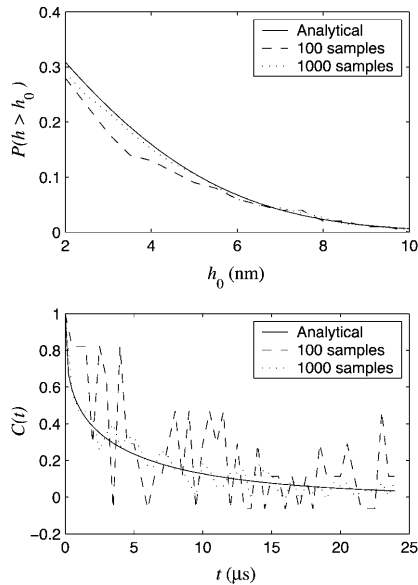 0.4
0.3
0.2
0.1
0
P(h > h₀)
Analytical
100 samples
1000 samples
2 4 6 8 10
h₀ (nm)
1
0.8
0.6
0.4
0.2
0
−0.2
C(t)
Analytical
100 samples
1000 samples
0 5 10 15 20 25
t (μs)